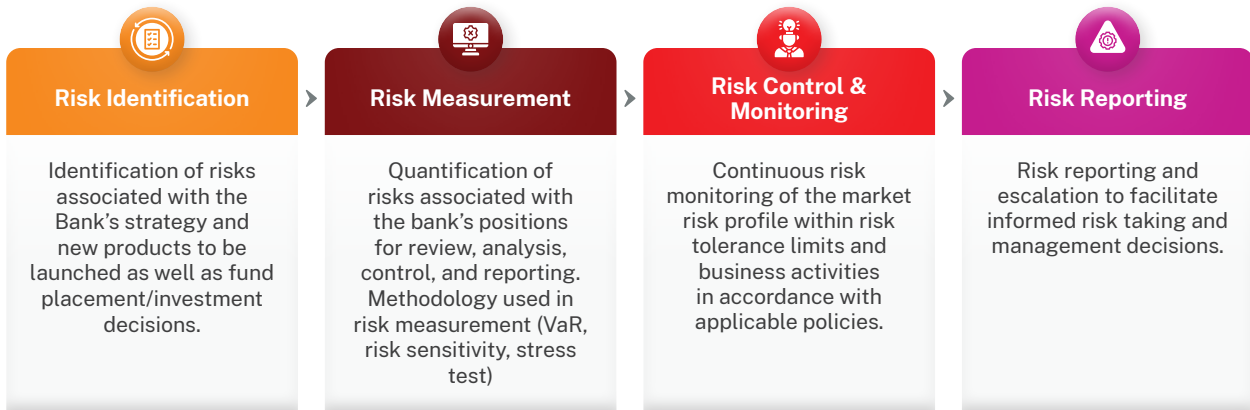 Risk Identification
Identification of risks
associated with the
Bank's strategy and
new products to be
launched as well as fund
placement/investment
decisions.
Risk Measurement
Quantification of
risks associated with
the bank's positions
for review, analysis,
control, and reporting.
Methodology used in
risk measurement (VaR,
risk sensitivity, stress
test)
Risk Control &
Monitoring
Continuous risk
monitoring of the market
risk profile within risk
tolerance limits and
business activities
in accordance with
applicable policies.
Risk Reporting
Risk reporting and
escalation to facilitate
informed risk taking and
management decisions.